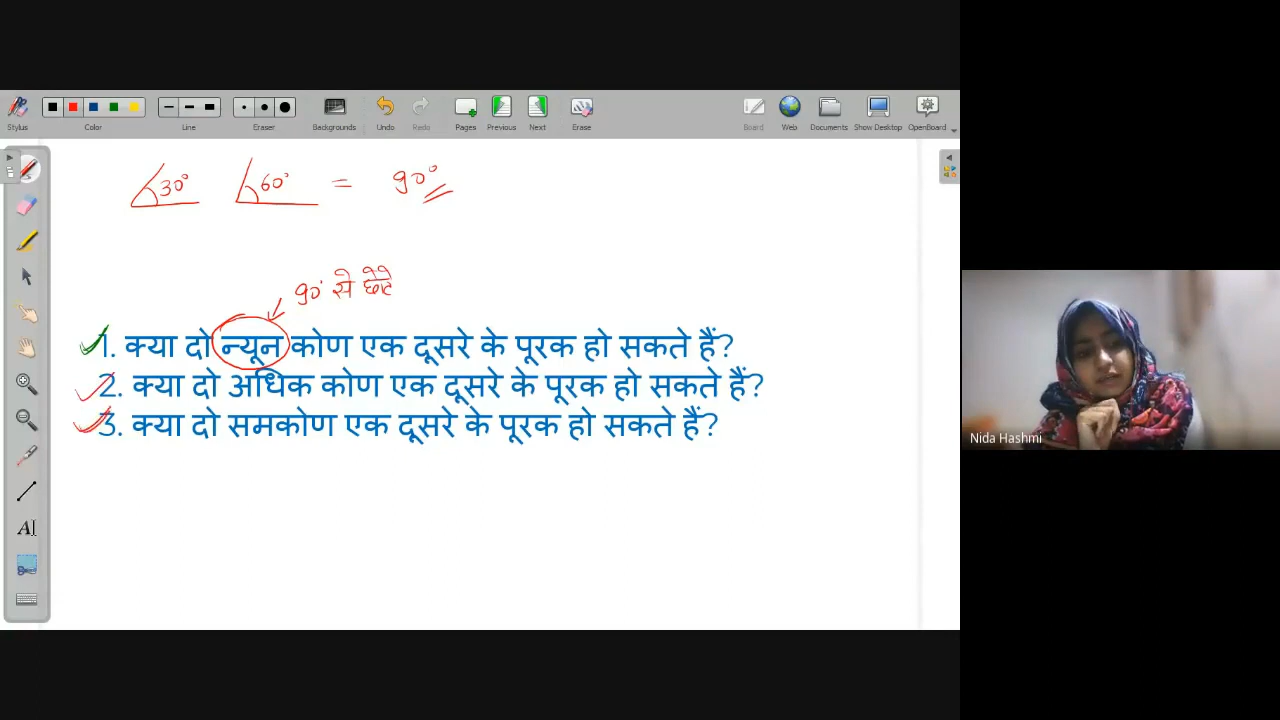 Stylus Color Line Eraser Backgrounds Undo Redo Pages Previous Next Erase Board Web Documents Show Desktop OpenBoard
30° 60° = 90°
90° से छोटे
1. क्या दो न्यून कोण एक दूसरे के पूरक हो सकते हैं?
2. क्या दो अधिक कोण एक दूसरे के पूरक हो सकते हैं?
3. क्या दो समकोण एक दूसरे के पूरक हो सकते हैं?
Nida Hashmi